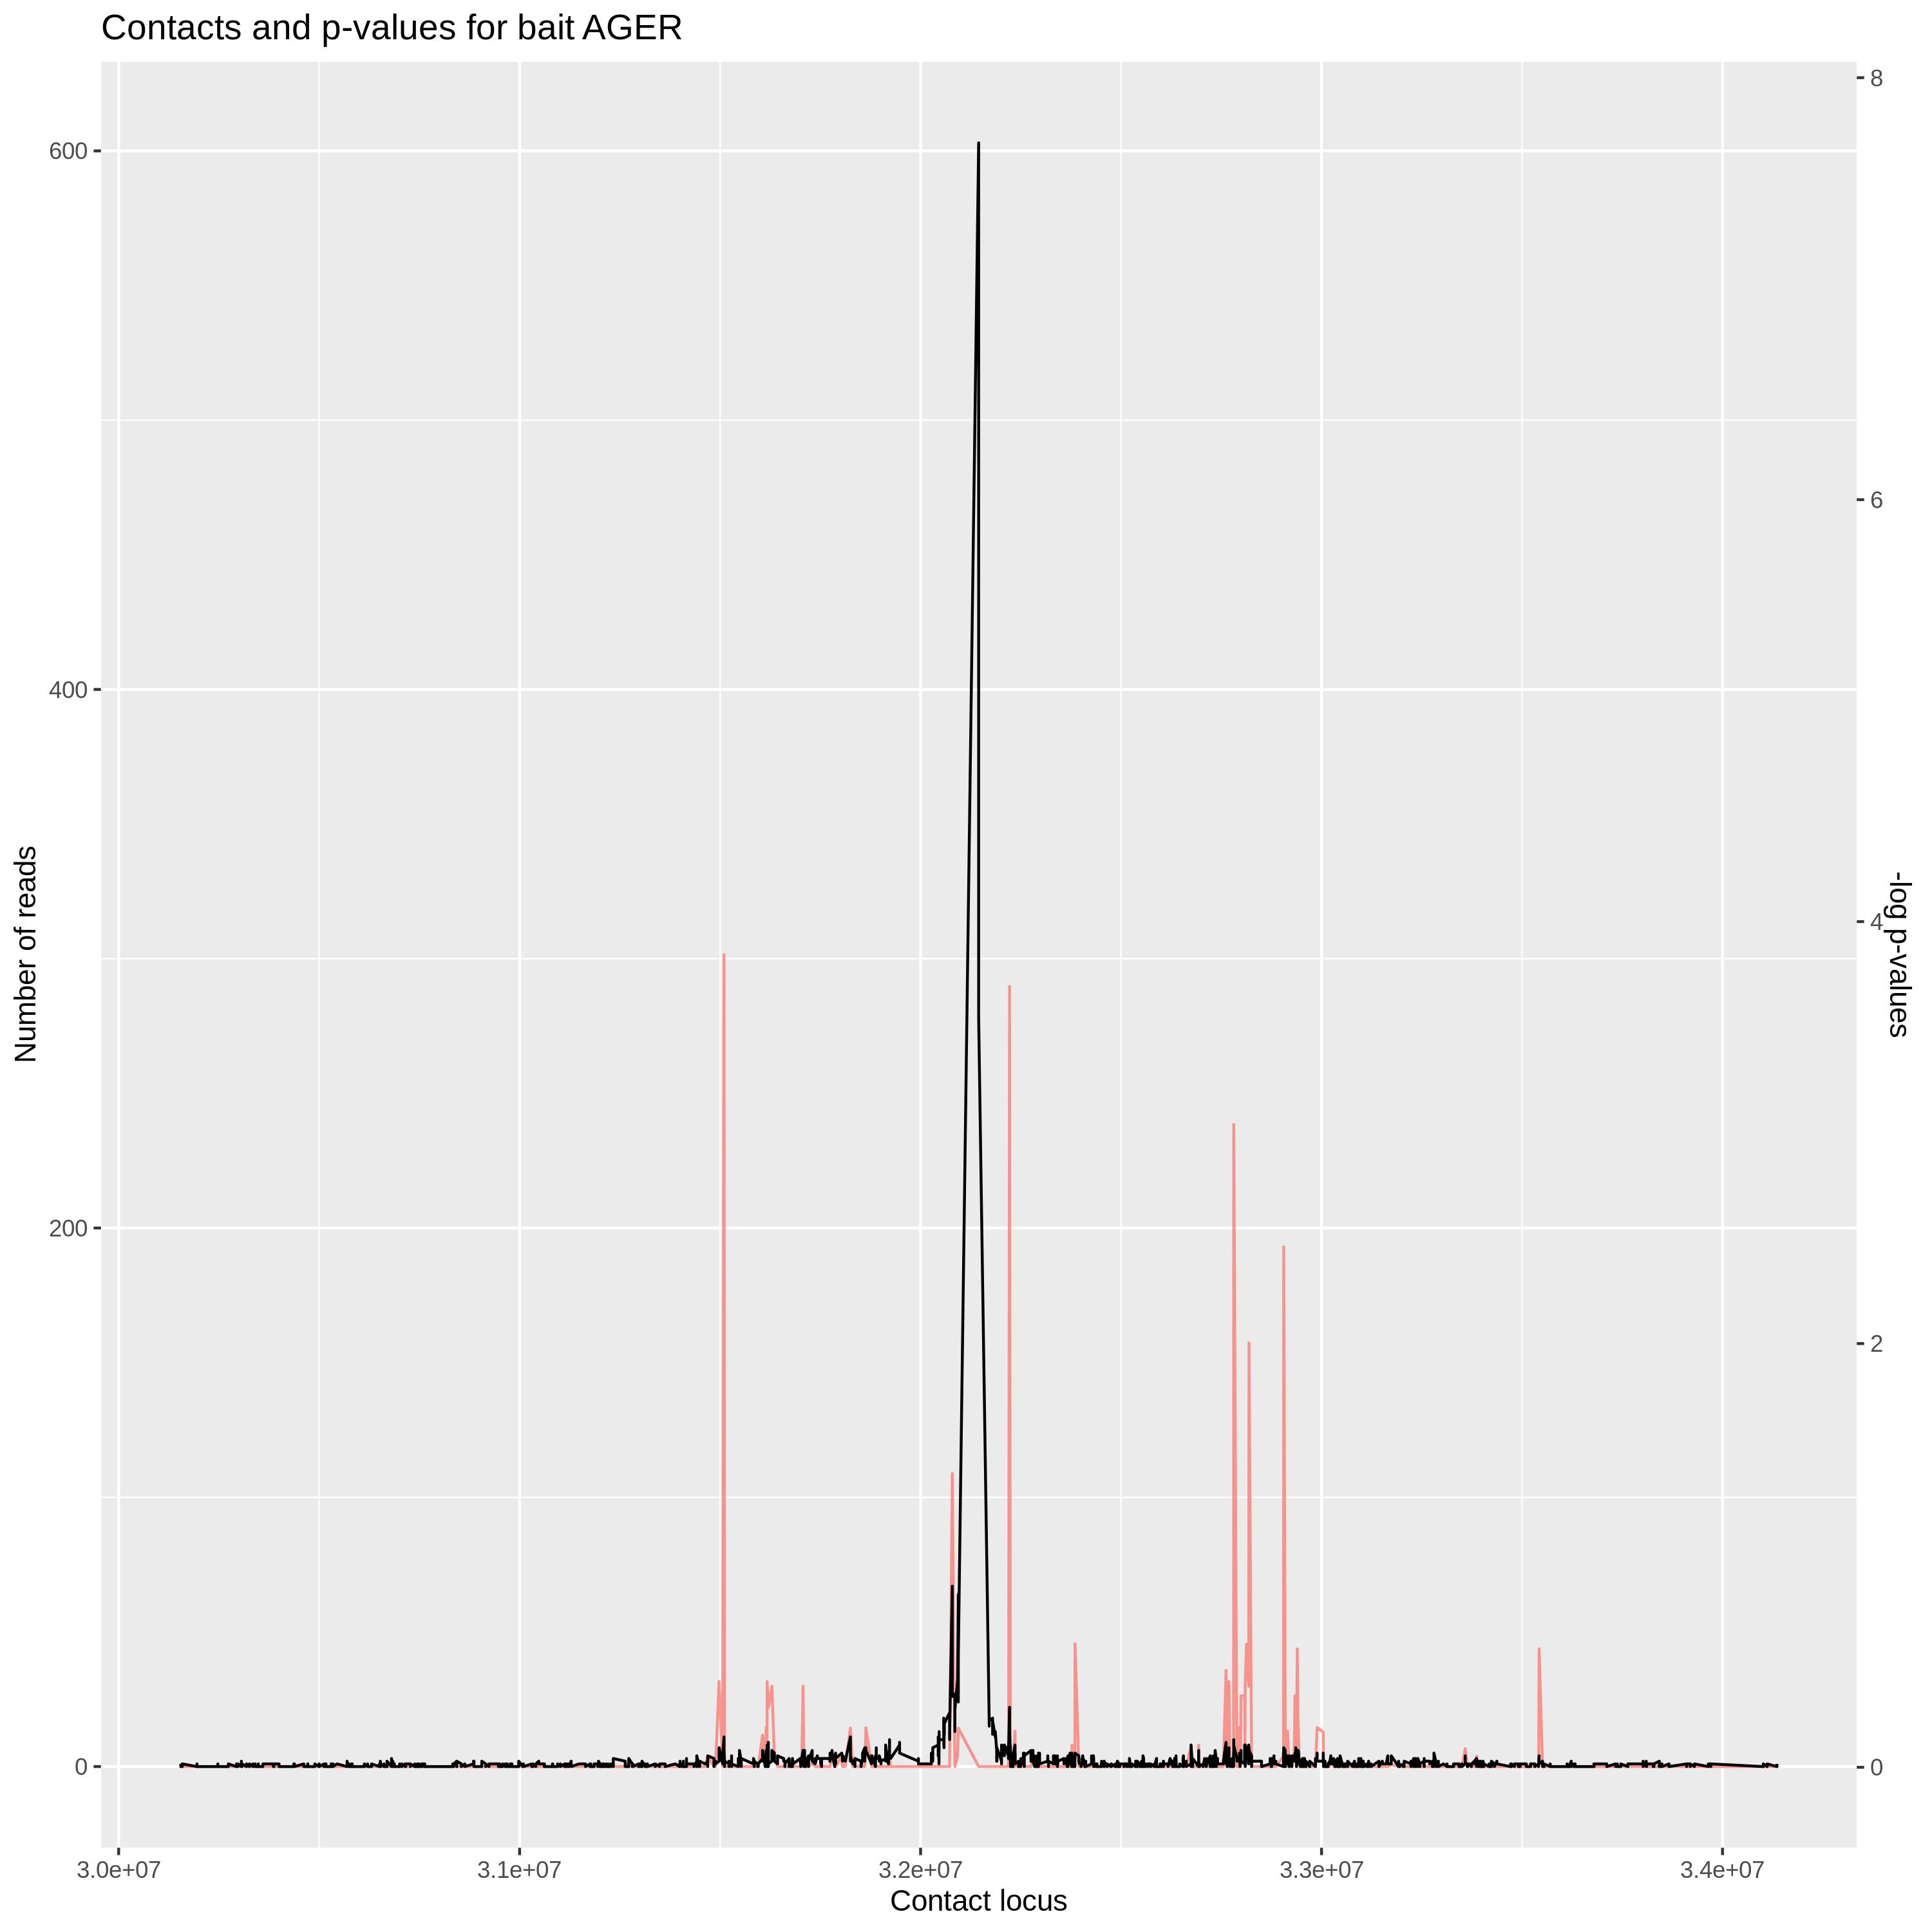 Contacts and p-values for bait AGER
8
600
6
400
4
Number of reads
-log p-values
200
2
0
0
3.0e+07
3.1e+07
3.2e+07
3.3e+07
3.4e+07
Contact locus